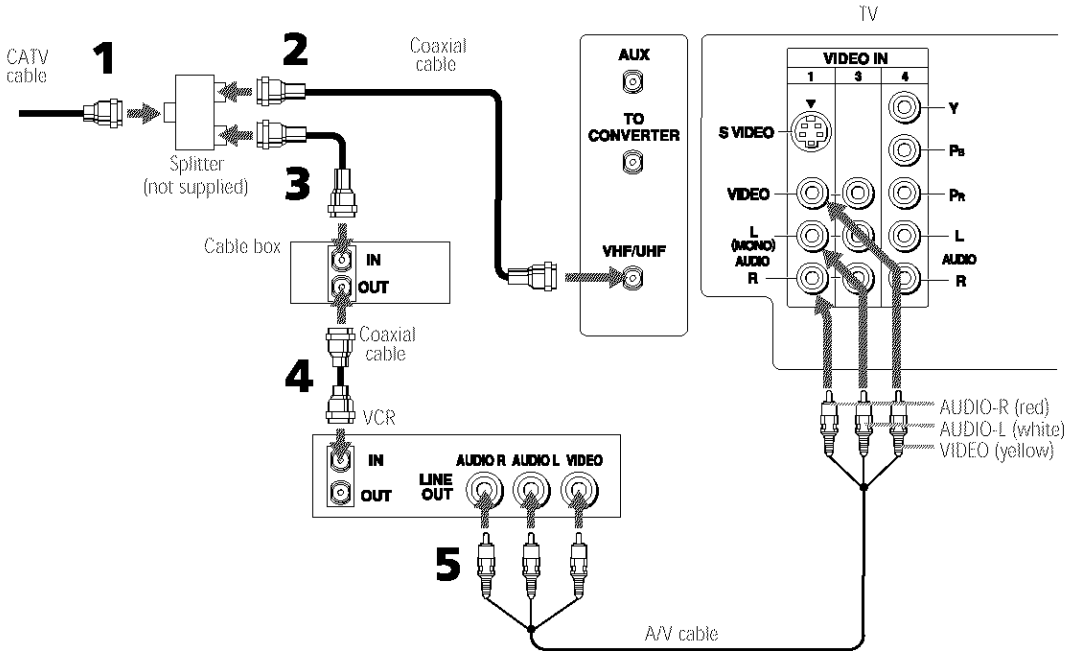 TV
1
CATV
cable
2
Coaxial
cable
AUX
VIDEO IN
1 3 4
TO
CONVERTER
S VIDEO
Y
PB
Splitter
(not supplied)
3
VIDEO
PR
Cable box
IN
OUT
VHF/UHF
L
(MONO)
AUDIO
R
L
AUDIO
R
Coaxial
cable
4
VCR
AUDIO-R (red)
AUDIO-L (white)
VIDEO (yellow)
IN
OUT
LINE
OUT
AUDIO R AUDIO L VIDEO
5
A/V cable